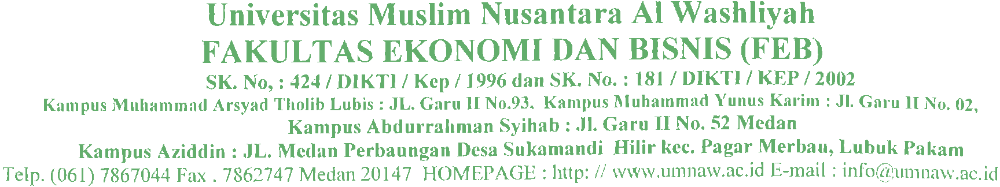 Universitas Muslim Nusantara Al Washliyah
FAKULTAS EKONOMI DAN BISNIS (FEB)
SK. No, : 424 / DIKTI / Kep / 1996 dan SK. No. : 181 / DIKTI / KEP / 2002
Kampus Muhammad Arsyad Tholib Lubis : JL. Garu II No.93, Kampus Muhammad Yunus Karim : Jl. Garu II No. 02,
Kampus Abdurrahman Syihab : Jl. Garu II No. 52 Medan
Kampus Aziddin : JL. Medan Perbaungan Desa Sukamandi Hilir kec. Pagar Merbau, Lubuk Pakam
Telp. (061) 7867044 Fax . 7862747 Medan 20147 HOMEPAGE : http: // www.umnaw.ac.id E-mail : info@umnaw.ac.id